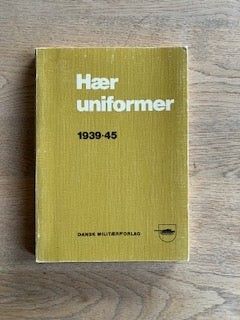 Hær
uniformer
1939-45
DANSK MILITÆRFORLAG